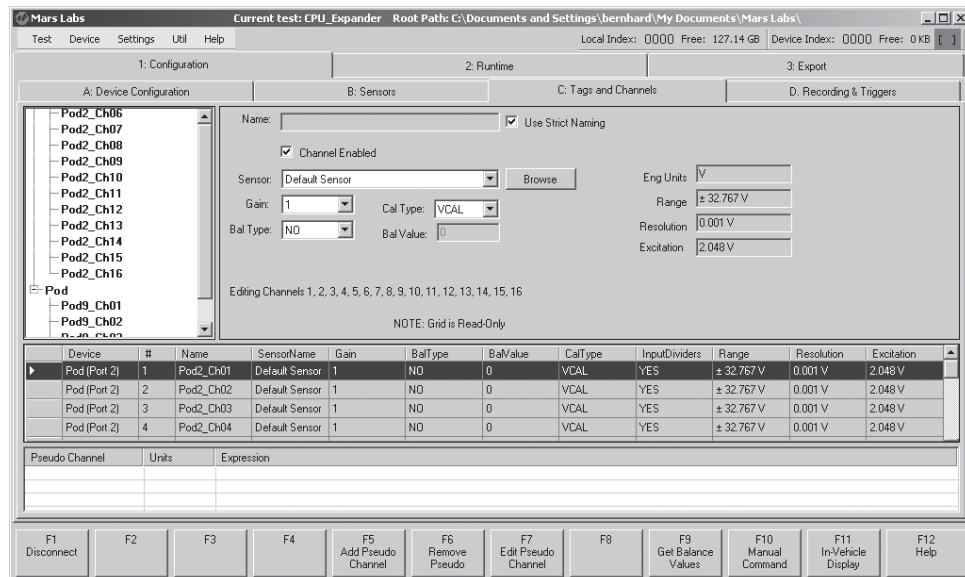 Mars Labs Current test: CPU_Expander Root Path: C:\Documents and Settings\bernhard\My Documents\Mars Labs\
Test Device Settings Util Help Local Index: 0000 Free: 127.14 GB Device Index: 0000 Free: 0 KB [ ]
1: Configuration 2: Runtime 3: Export
A: Device Configuration B: Sensors C: Tags and Channels D. Recording & Triggers
Pod2_Ch06
Pod2_Ch07
Pod2_Ch08
Pod2_Ch09
Pod2_Ch10
Pod2_Ch11
Pod2_Ch12
Pod2_Ch13
Pod2_Ch14
Pod2_Ch15
Pod2_Ch16
Pod
Pod9_Ch01
Pod9_Ch02
Name: Use Strict Naming
Channel Enabled
Sensor: Default Sensor Browse
Gain: 1 Cal Type: VCAL
Bal Type: NO Bal Value: 0
Eng Units V
Range ± 32.767 V
Resolution 0.001 V
Excitation 2.048 V
Editing Channels 1, 2, 3, 4, 5, 6, 7, 8, 9, 10, 11, 12, 13, 14, 15, 16
NOTE: Grid is Read-Only
Device # Name SensorName Gain BalType BalValue CalType InputDividers Range Resolution Excitation
Pod (Port 2) 1 Pod2_Ch01 Default Sensor 1 NO 0 VCAL YES ± 32.767 V 0.001 V 2.048 V
Pod (Port 2) 2 Pod2_Ch02 Default Sensor 1 NO 0 VCAL YES ± 32.767 V 0.001 V 2.048 V
Pod (Port 2) 3 Pod2_Ch03 Default Sensor 1 NO 0 VCAL YES ± 32.767 V 0.001 V 2.048 V
Pod (Port 2) 4 Pod2_Ch04 Default Sensor 1 NO 0 VCAL YES ± 32.767 V 0.001 V 2.048 V
Pseudo Channel Units Expression
F1 Disconnect
F2
F3
F4
F5 Add Pseudo Channel
F6 Remove Pseudo
F7 Edit Pseudo Channel
F8
F9 Get Balance Values
F10 Manual Command
F11 In-Vehicle Display
F12 Help